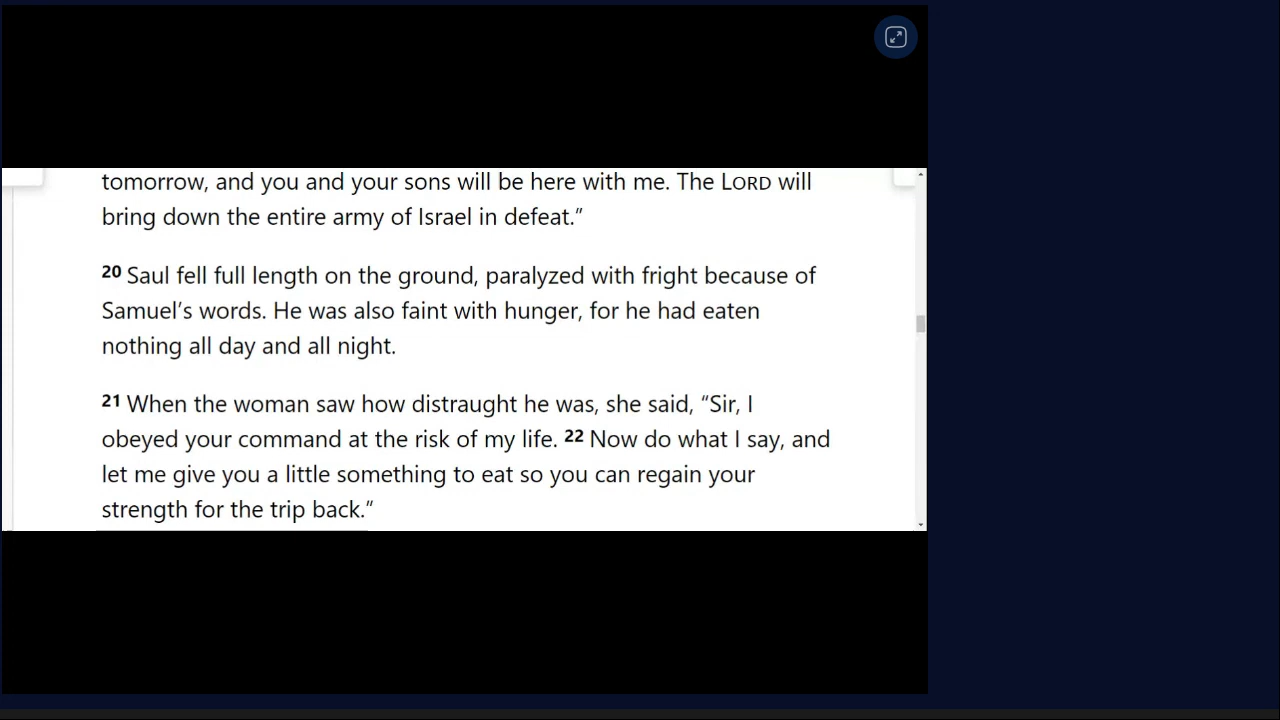 tomorrow, and you and your sons will be here with me. The LORD will
bring down the entire army of Israel in defeat.”
20 Saul fell full length on the ground, paralyzed with fright because of
Samuel’s words. He was also faint with hunger, for he had eaten
nothing all day and all night.
21 When the woman saw how distraught he was, she said, “Sir, I
obeyed your command at the risk of my life. 22 Now do what I say, and
let me give you a little something to eat so you can regain your
strength for the trip back.”